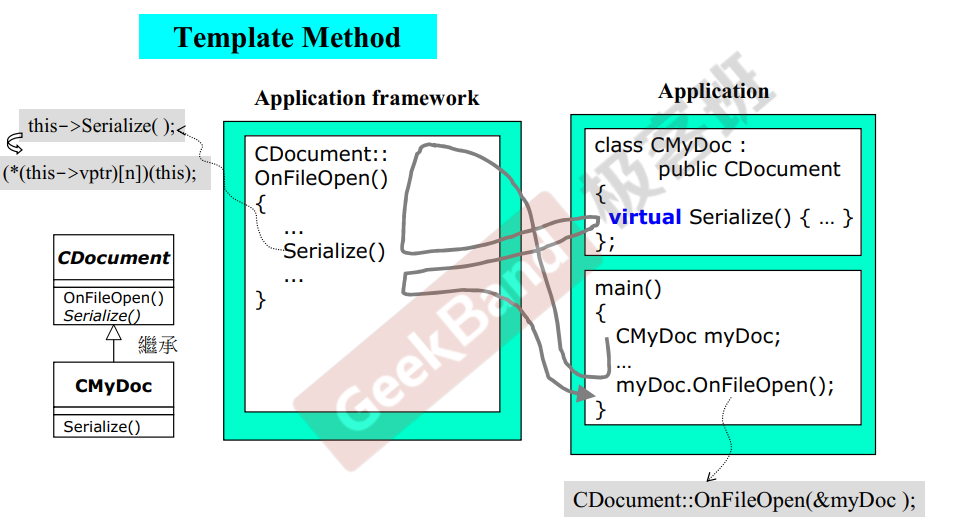 Template Method
Application framework
Application
this->Serialize( );
(*(this->vptr)[n])(this);
CDocument::
OnFileOpen()
{
...
Serialize()
...
}
class CMyDoc :
public CDocument
{
virtual Serialize() { ... }
};
main()
{
CMyDoc myDoc;
...
myDoc.OnFileOpen();
}
CDocument
OnFileOpen()
Serialize()
繼承
CMyDoc
Serialize()
CDocument::OnFileOpen(&myDoc );
GeekBand
极客班